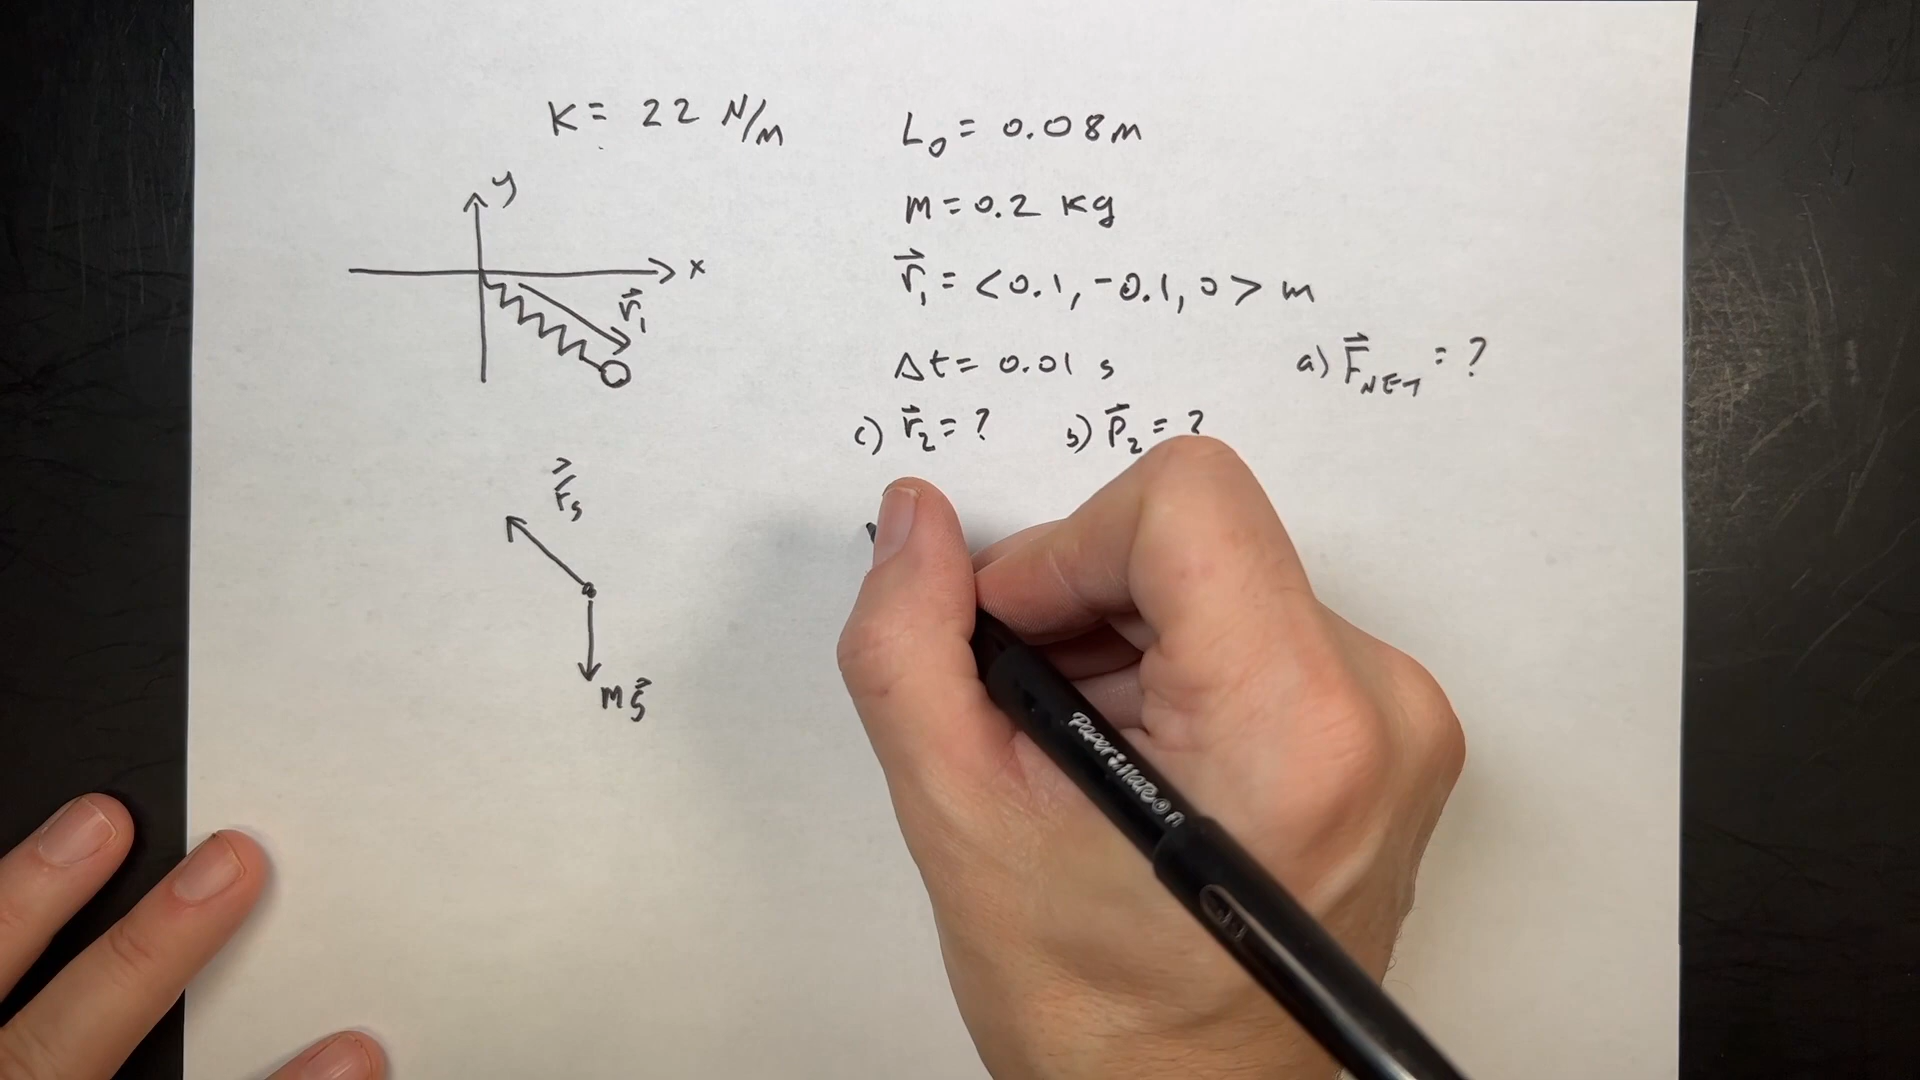 K = 22 N/m
L₀ = 0.08 m
m = 0.2 kg
y
x
r⃗₁
r⃗₁ = <0.1, -0.1, 0> m
Δt = 0.01 s
a) F⃗NET = ?
c) r⃗₂ = ?
b) p⃗₂ = ?
F⃗s
mg⃗
Paper Mate